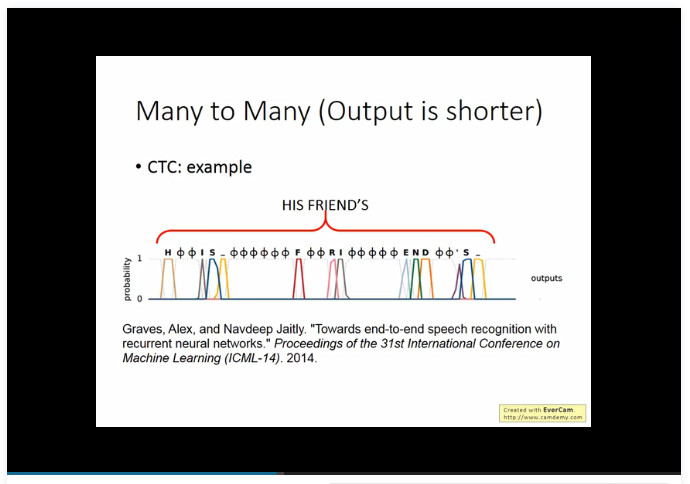 Many to Many (Output is shorter)
• CTC: example
HIS FRIEND'S
H ϕ ϕ I S _ ϕ ϕ ϕ ϕ ϕ ϕ F ϕ ϕ R I ϕ ϕ ϕ ϕ ϕ E N D ϕ ϕ ' S _
probability
1
0
outputs
Graves, Alex, and Navdeep Jaitly. "Towards end-to-end speech recognition with
recurrent neural networks." Proceedings of the 31st International Conference on
Machine Learning (ICML-14). 2014.
Created with EverCam.
http://www.camdemy.com